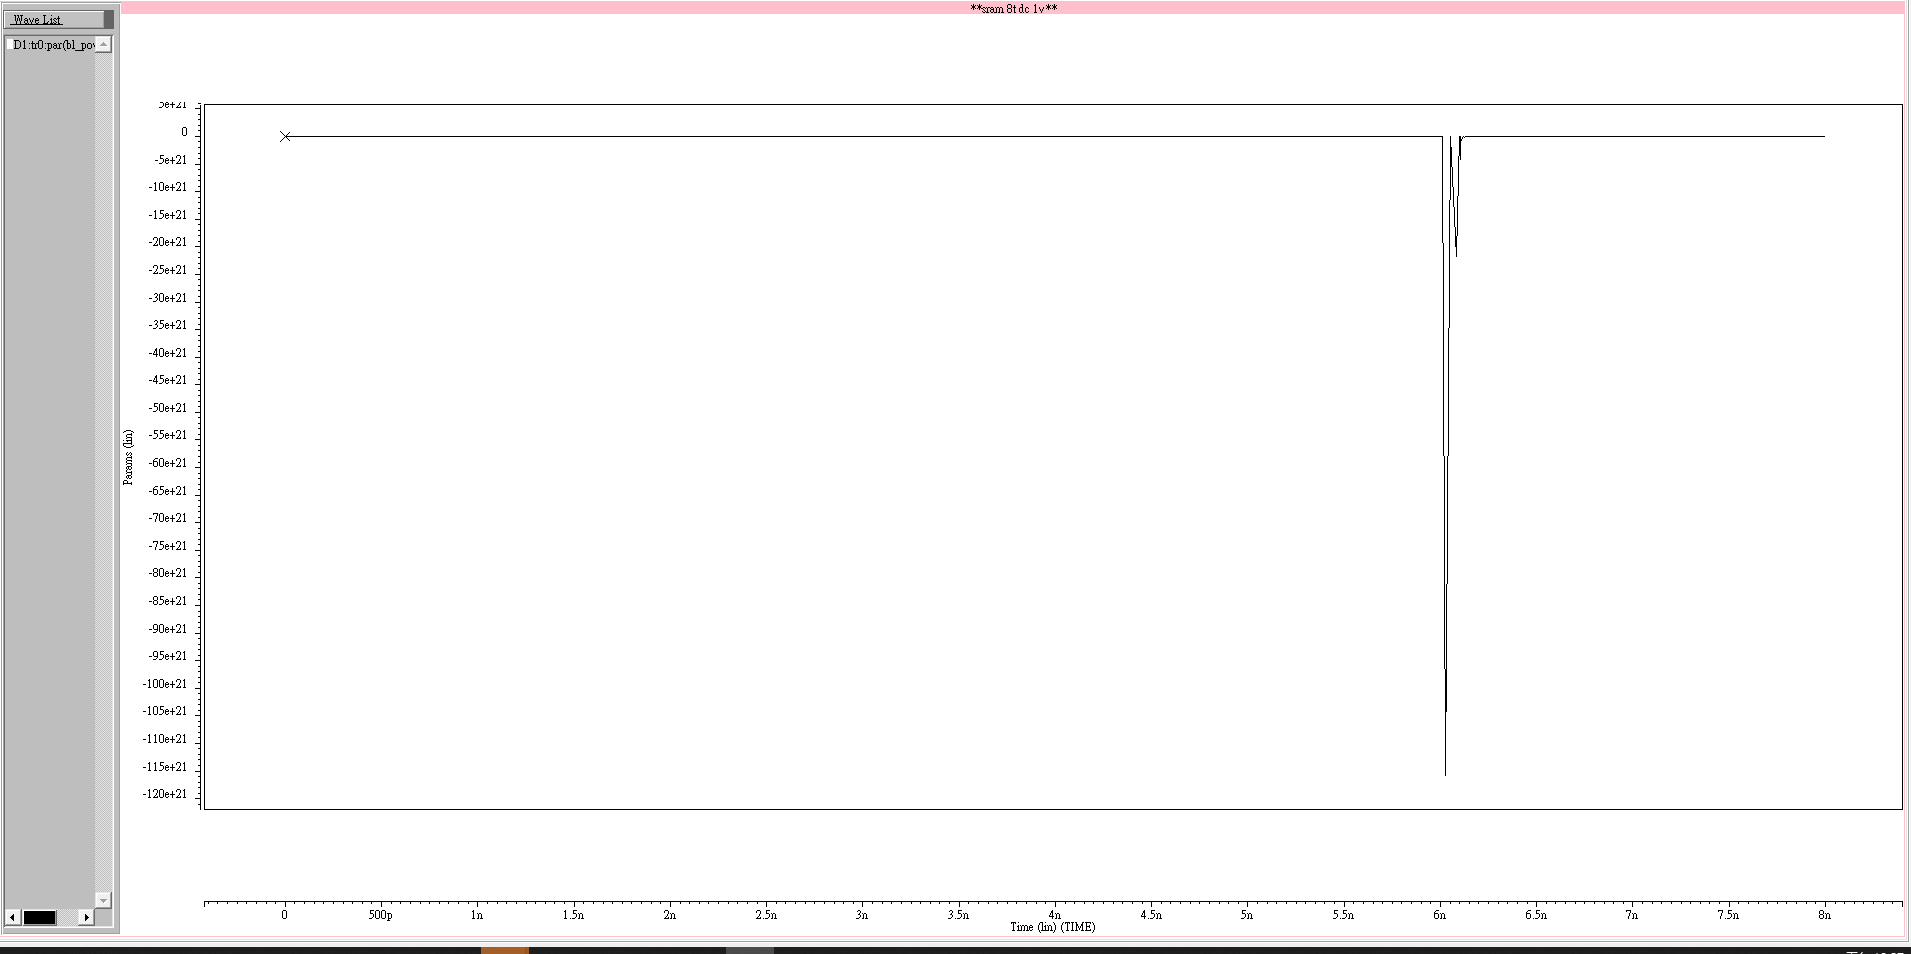 **sram 8t dc 1v**
Wave List
D1:tr0:par(bl_pow
5e+21
0
-5e+21
-10e+21
-15e+21
-20e+21
-25e+21
-30e+21
-35e+21
-40e+21
-45e+21
-50e+21
-55e+21
-60e+21
-65e+21
-70e+21
-75e+21
-80e+21
-85e+21
-90e+21
-95e+21
-100e+21
-105e+21
-110e+21
-115e+21
-120e+21
Params (lin)
0 500p 1n 1.5n 2n 2.5n 3n 3.5n 4n 4.5n 5n 5.5n 6n 6.5n 7n 7.5n 8n
Time (lin) (TIME)